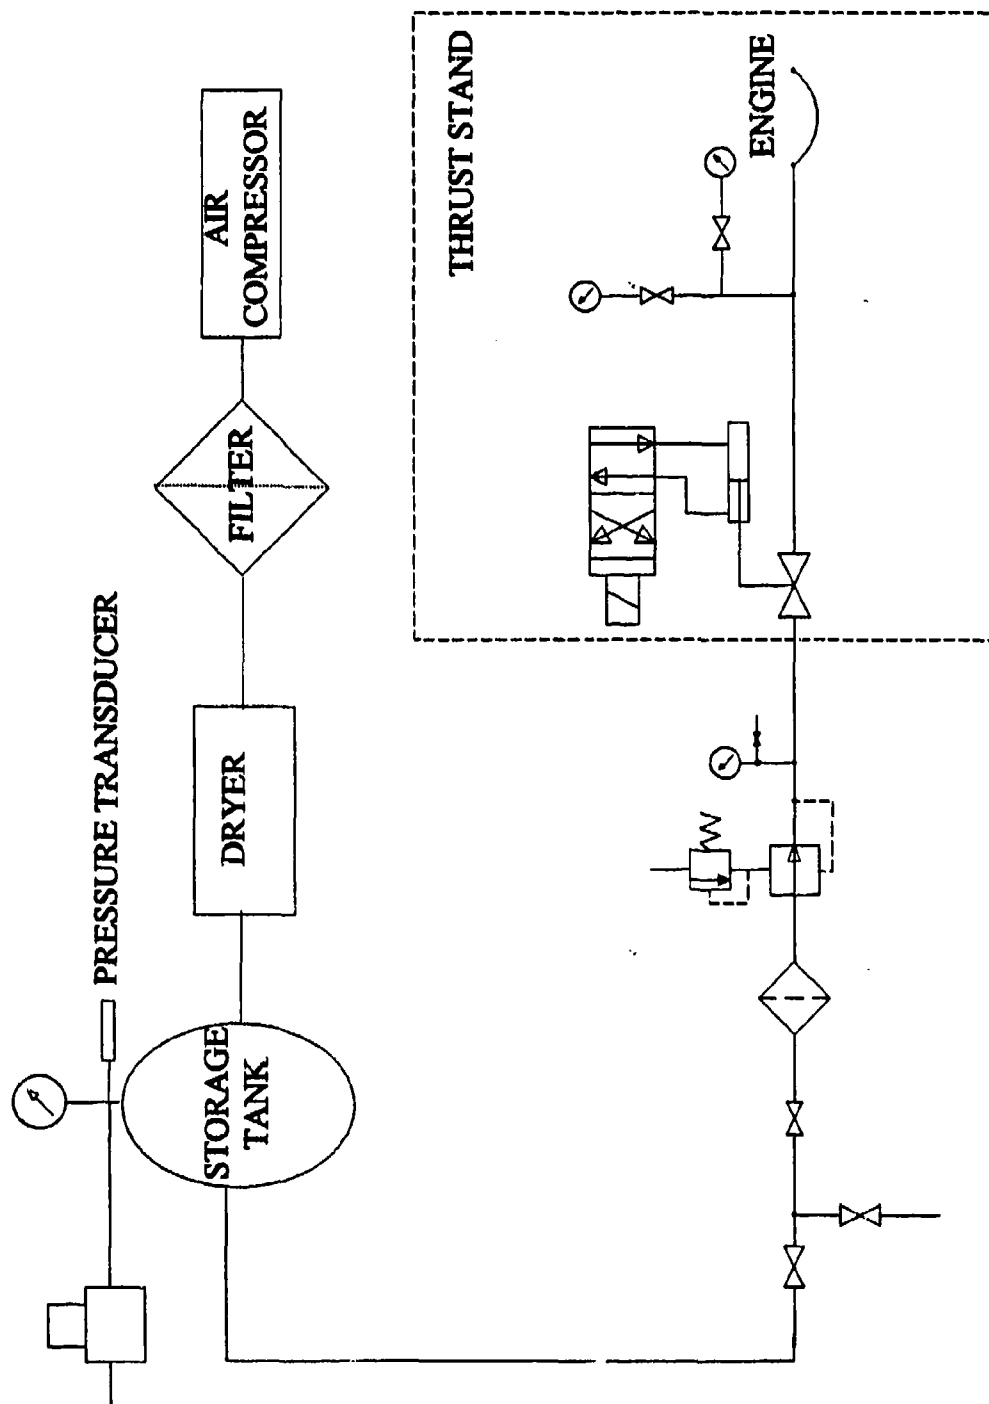 PRESSURE TRANSDUCER
STORAGE
TANK
DRYER
FILTER
AIR
COMPRESSOR
THRUST STAND
ENGINE